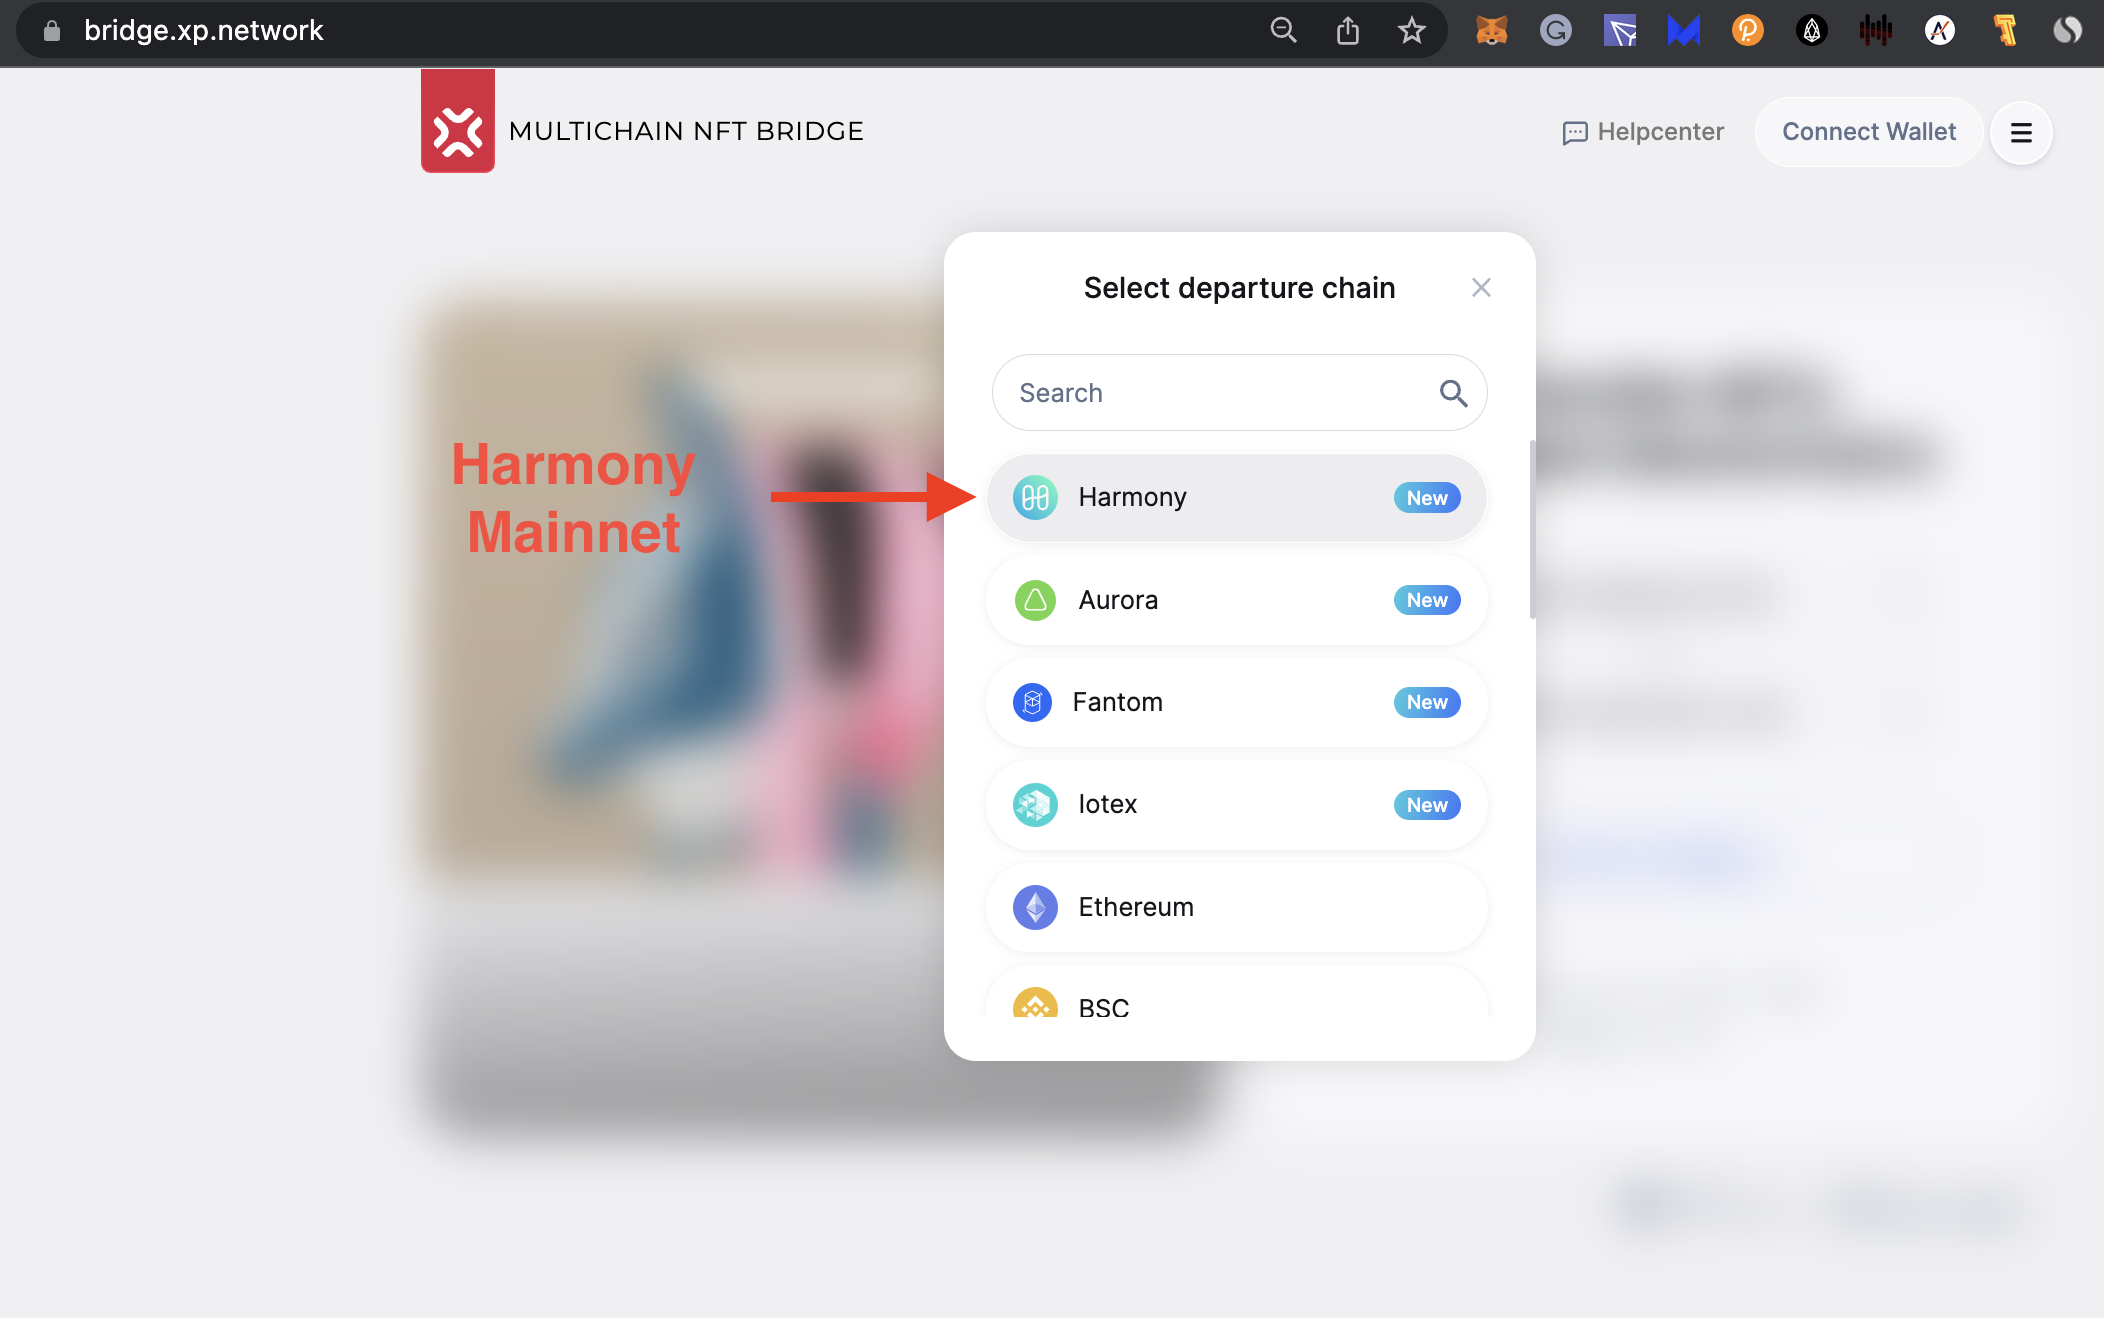 bridge.xp.network
MULTICHAIN NFT BRIDGE
Helpcenter
Connect Wallet
Select departure chain
Search
Harmony
Mainnet
Harmony New
Aurora New
Fantom New
Iotex New
Ethereum
BSC